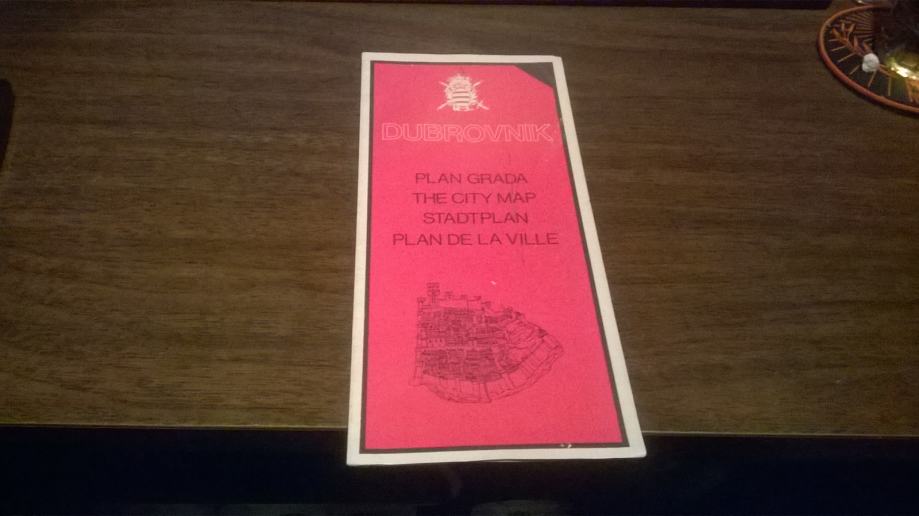 DUBROVNIK
PLAN GRADA
THE CITY MAP
STADTPLAN
PLAN DE LA VILLE